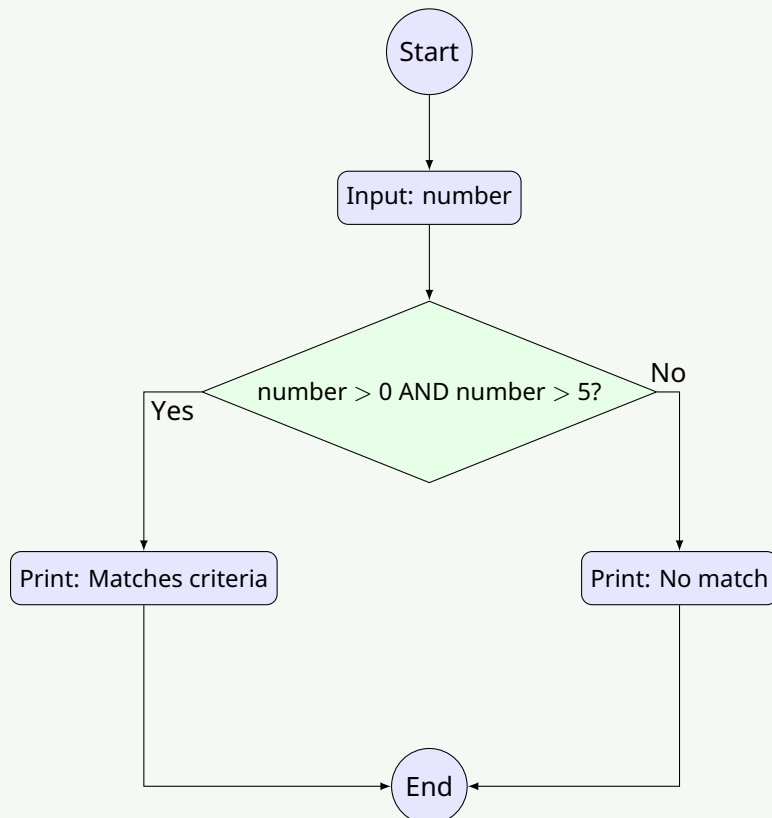 Start
Input: number
number > 0 AND number > 5?
Yes
No
Print: Matches criteria
Print: No match
End